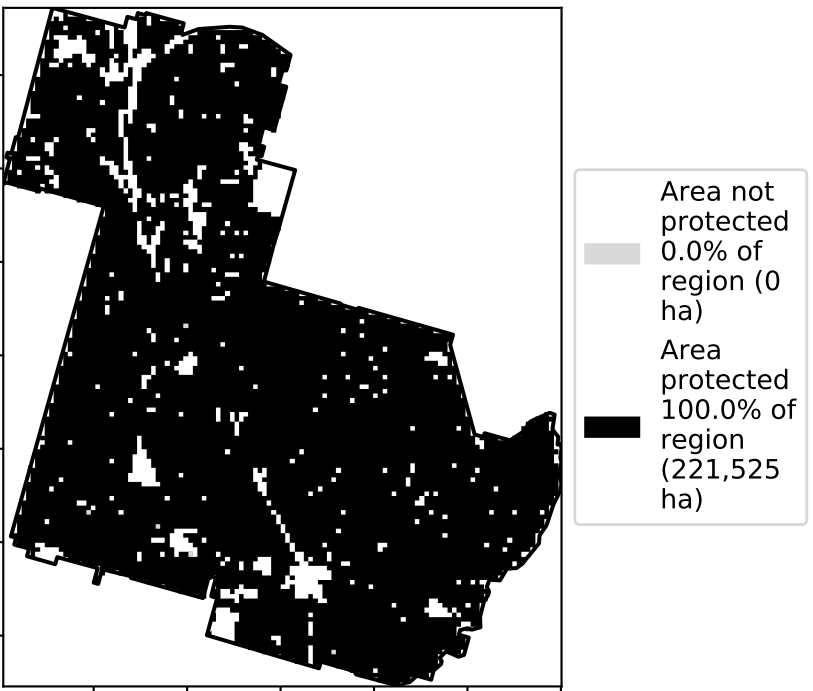 Area not
protected
0.0% of
region (0
ha)
Area
protected
100.0% of
region
(221,525
ha)